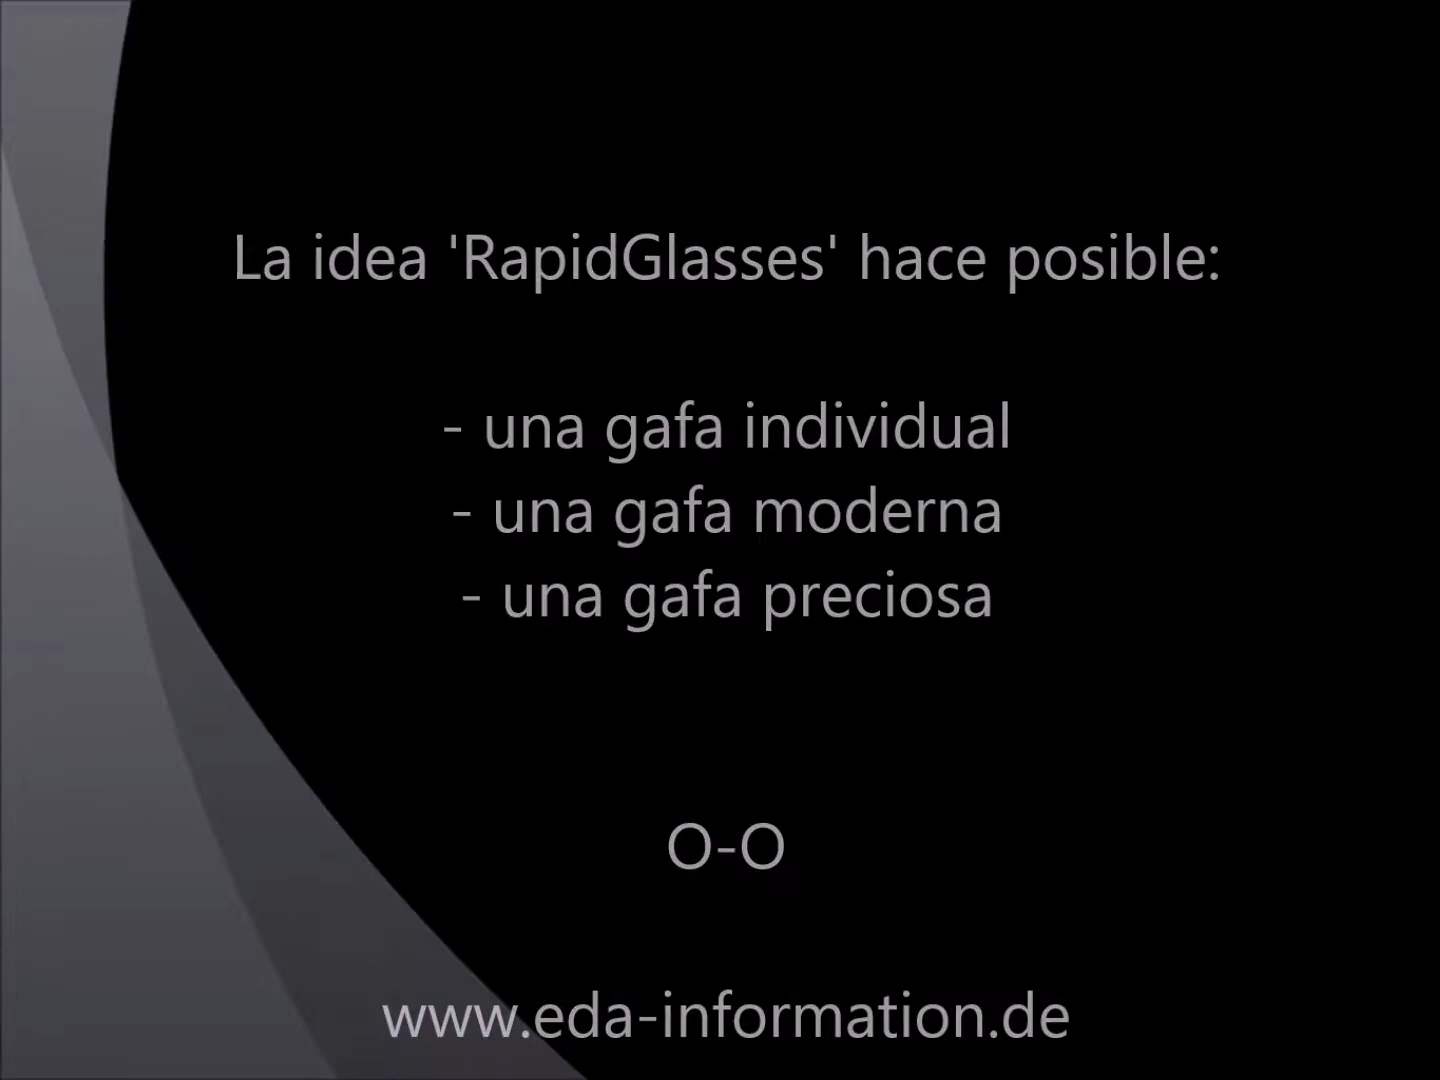 La idea 'RapidGlasses' hace posible:
- una gafa individual
- una gafa moderna
- una gafa preciosa
O-O
www.eda-information.de